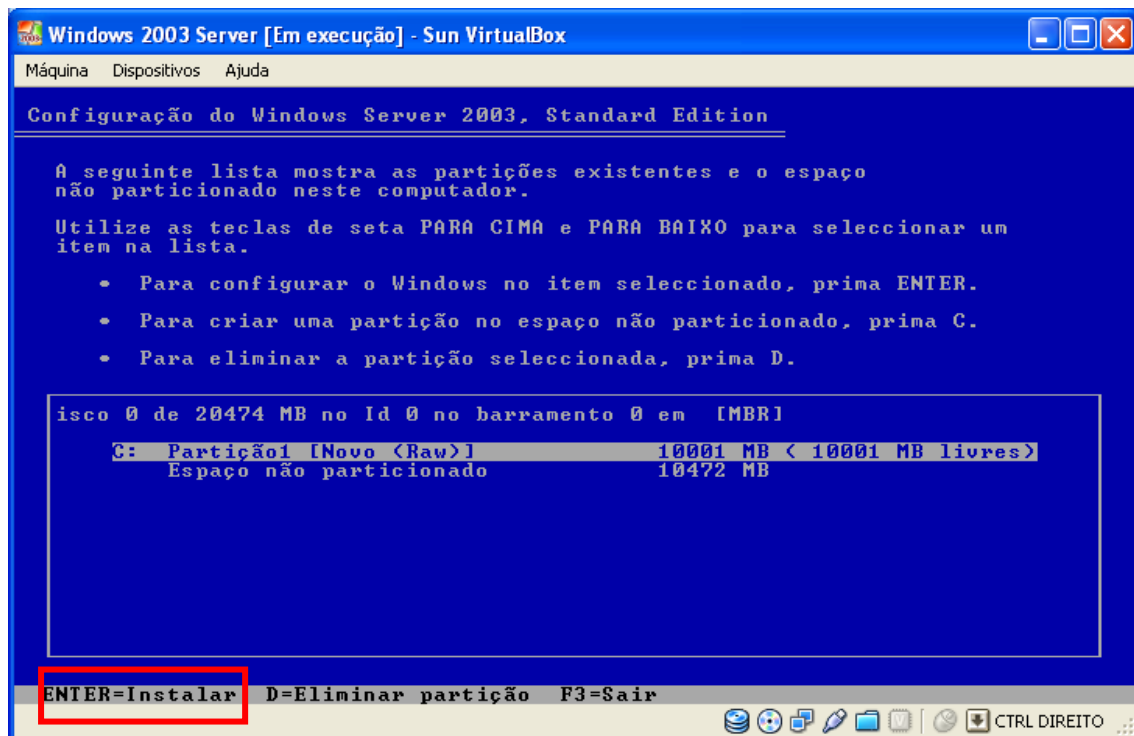 Windows 2003 Server [Em execução] - Sun VirtualBox
Máquina Dispositivos Ajuda
Configuração do Windows Server 2003, Standard Edition
A seguinte lista mostra as partições existentes e o espaço
não particionado neste computador.
Utilize as teclas de seta PARA CIMA e PARA BAIXO para seleccionar um
item na lista.
• Para configurar o Windows no item seleccionado, prima ENTER.
• Para criar uma partição no espaço não particionado, prima C.
• Para eliminar a partição seleccionada, prima D.
isco 0 de 20474 MB no Id 0 no barramento 0 em [MBR]
C: Partição1 [Novo (Raw)] 10001 MB ( 10001 MB livres)
Espaço não particionado 10472 MB
ENTER=Instalar D=Eliminar partição F3=Sair
CTRL DIREITO